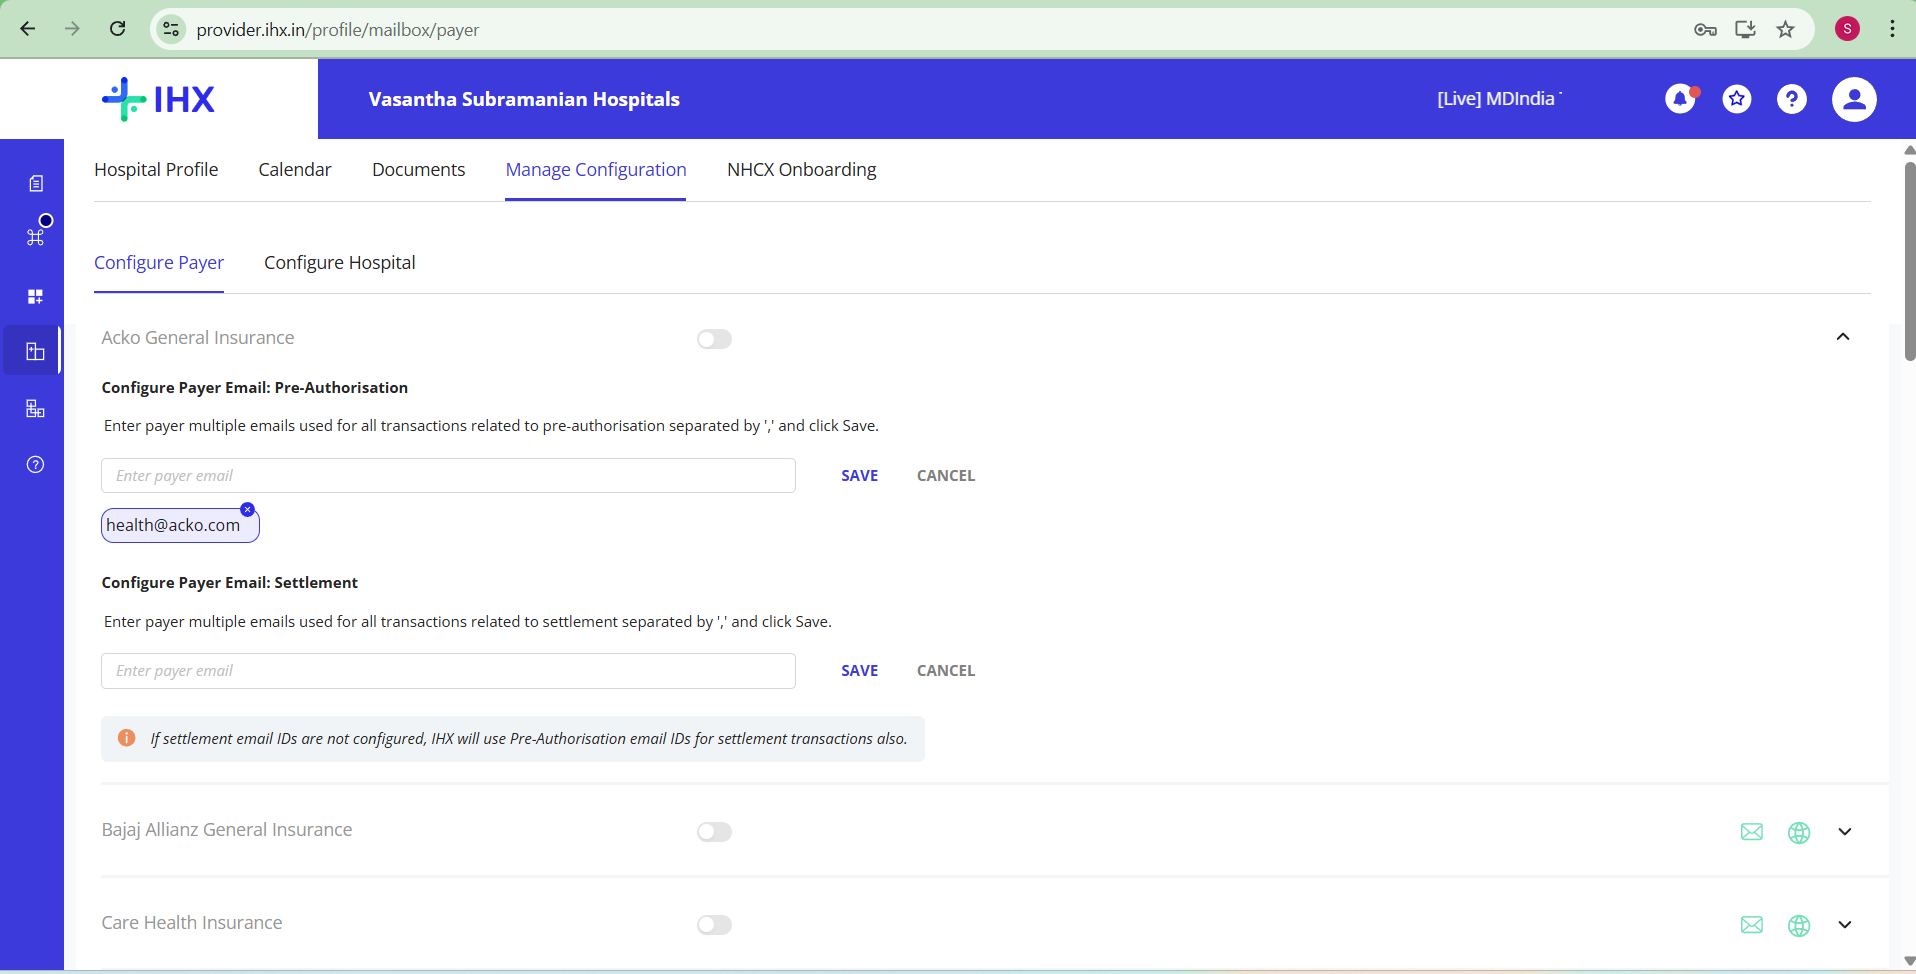 provider.ihx.in/profile/mailbox/payer
S
IHX
Vasantha Subramanian Hospitals
[Live] MDIndia
Hospital Profile
Calendar
Documents
Manage Configuration
NHCX Onboarding
Configure Payer
Configure Hospital
Acko General Insurance
Configure Payer Email: Pre-Authorisation
Enter payer multiple emails used for all transactions related to pre-authorisation separated by ',' and click Save.
Enter payer email
SAVE
CANCEL
health@acko.com
Configure Payer Email: Settlement
Enter payer multiple emails used for all transactions related to settlement separated by ',' and click Save.
Enter payer email
SAVE
CANCEL
If settlement email IDs are not configured, IHX will use Pre-Authorisation email IDs for settlement transactions also.
Bajaj Allianz General Insurance
Care Health Insurance